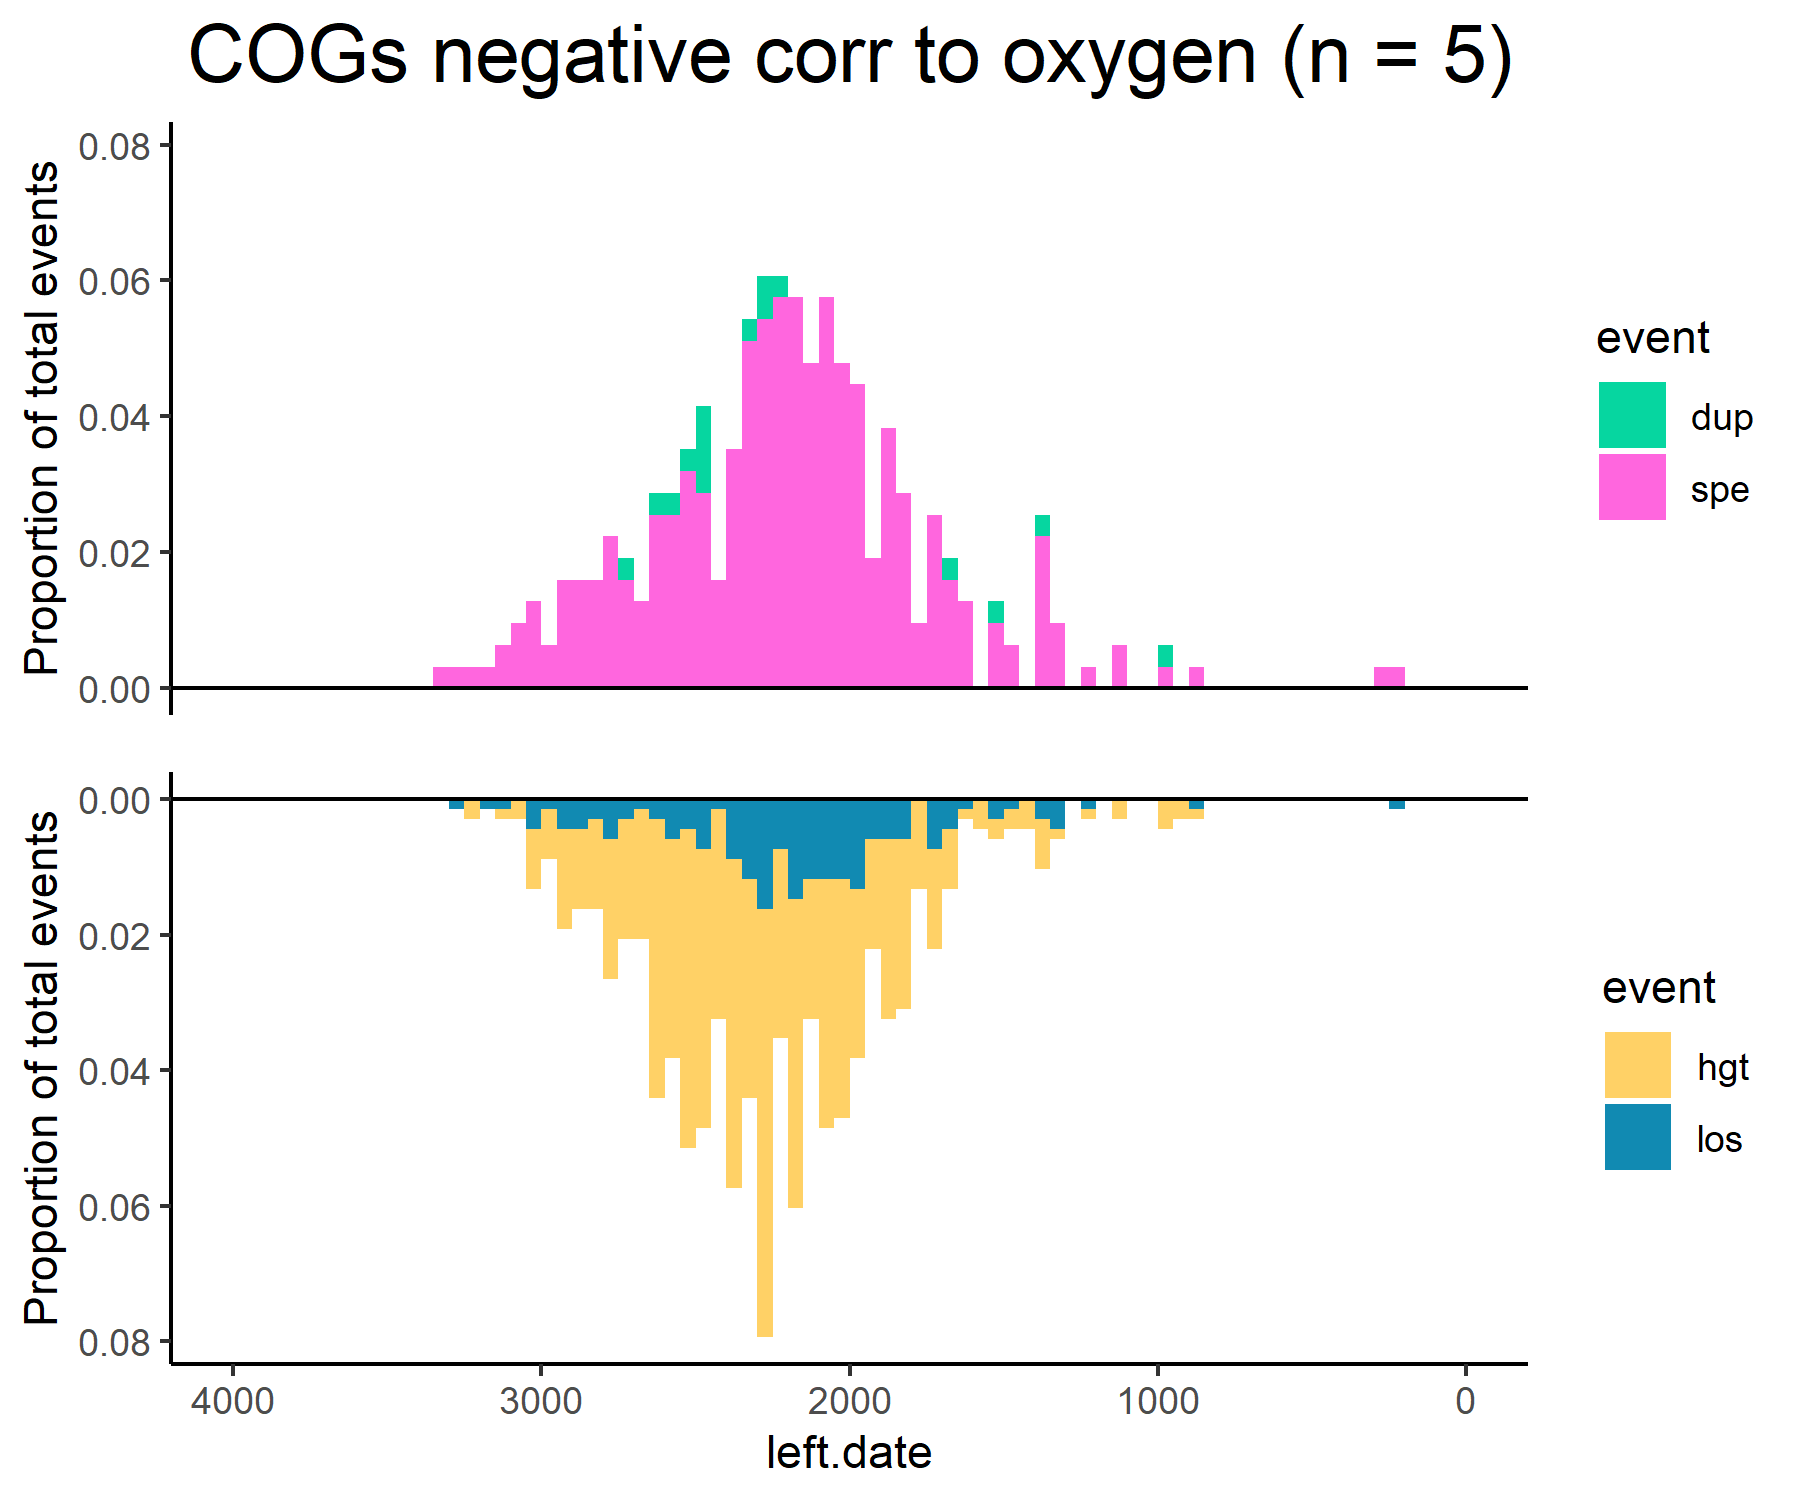 COGs negative corr to oxygen (n = 5)
Proportion of total events
0.08
0.06
0.04
0.02
0.00
event
dup
spe
Proportion of total events
0.00
0.02
0.04
0.06
0.08
event
hgt
los
4000 3000 2000 1000 0
left.date